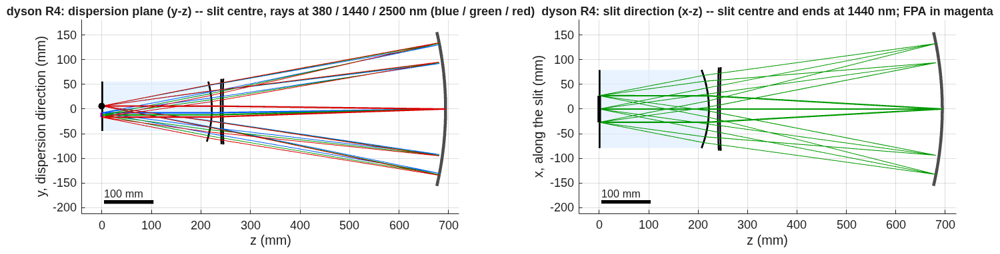 dyson R4: dispersion plane (y-z) -- slit centre, rays at 380 / 1440 / 2500 nm (blue / green / red)
y, dispersion direction (mm)
150
100
50
0
-50
-100
-150
-200
100 mm
0 100 200 300 400 500 600 700
z (mm)
dyson R4: slit direction (x-z) -- slit centre and ends at 1440 nm; FPA in magenta
x, along the slit (mm)
150
100
50
0
-50
-100
-150
-200
100 mm
0 100 200 300 400 500 600 700
z (mm)